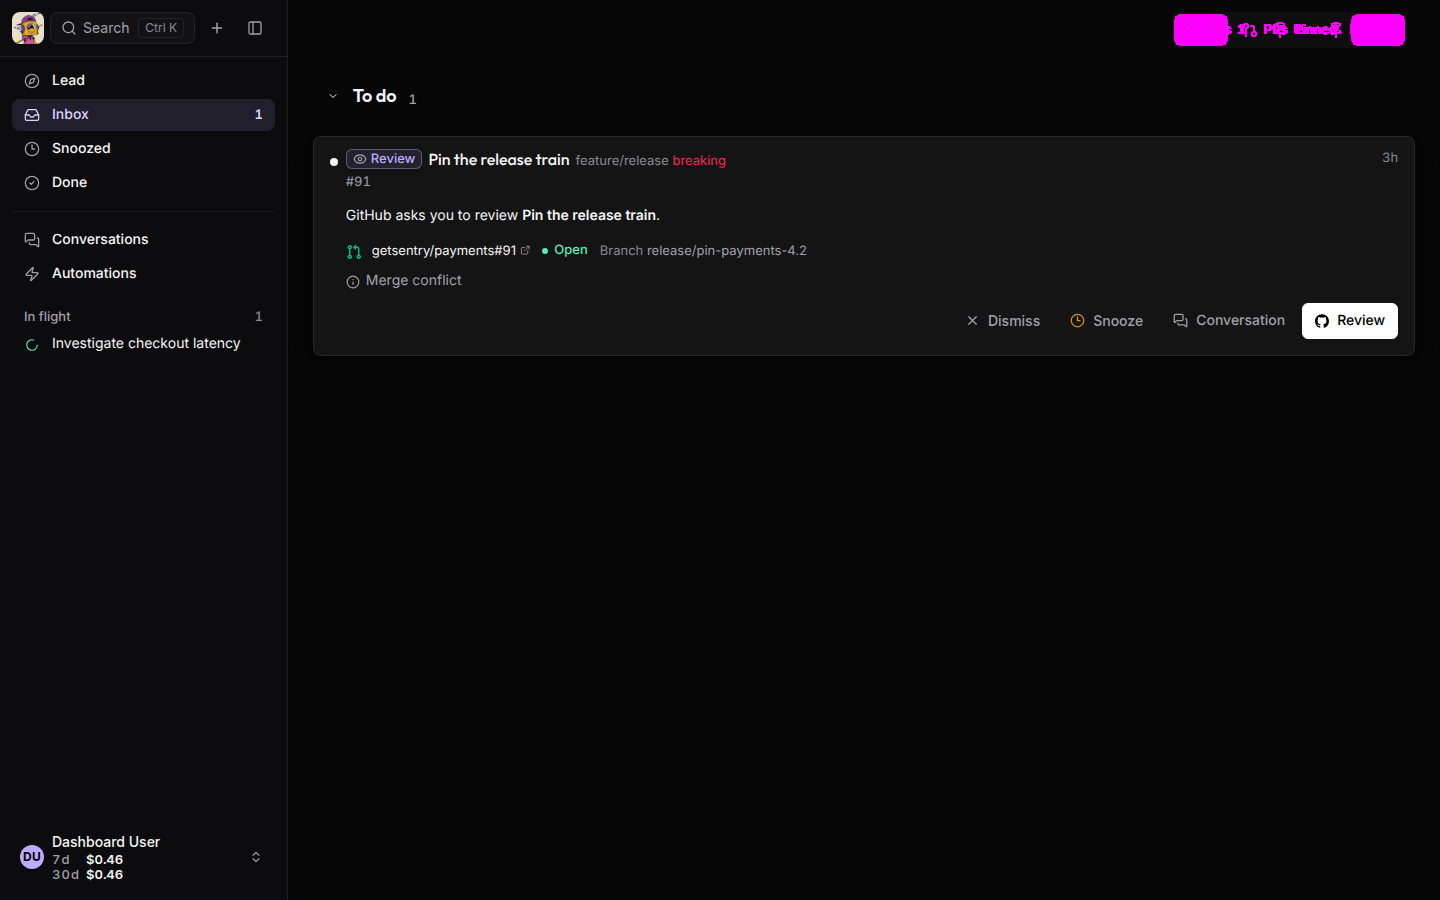 Search Ctrl K
Lead
Inbox 1
Snoozed
Done
Conversations
Automations
In flight 1
Investigate checkout latency
Dashboard User
DU
7d $0.46
30d $0.46
To do 1
Review Pin the release train feature/release breaking 3h
#91
GitHub asks you to review Pin the release train.
getsentry/payments#91 Open Branch release/pin-payments-4.2
Merge conflict
Dismiss Snooze Conversation Review